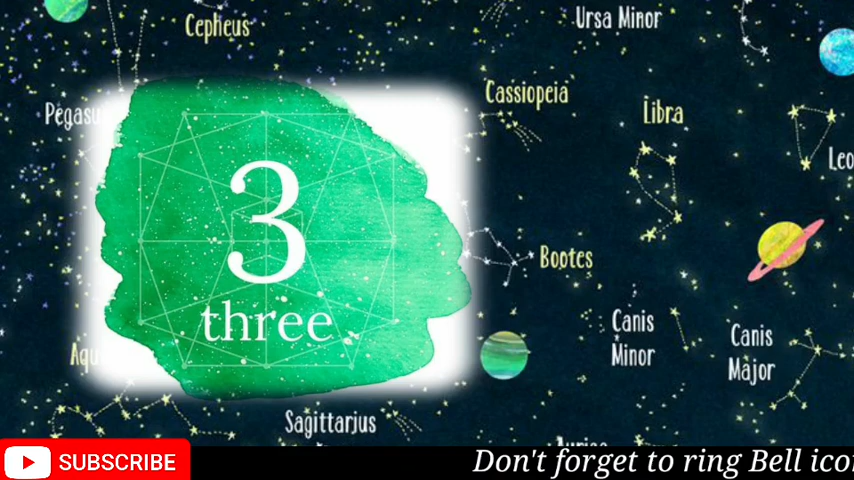 Cepheus
Ursa Minor
Pegasu
Cassiopeia
Libra
Leo
3
three
Bootes
Canis
Minor
Canis
Major
Aqu
Sagittarius
SUBSCRIBE
Don't forget to ring Bell ico